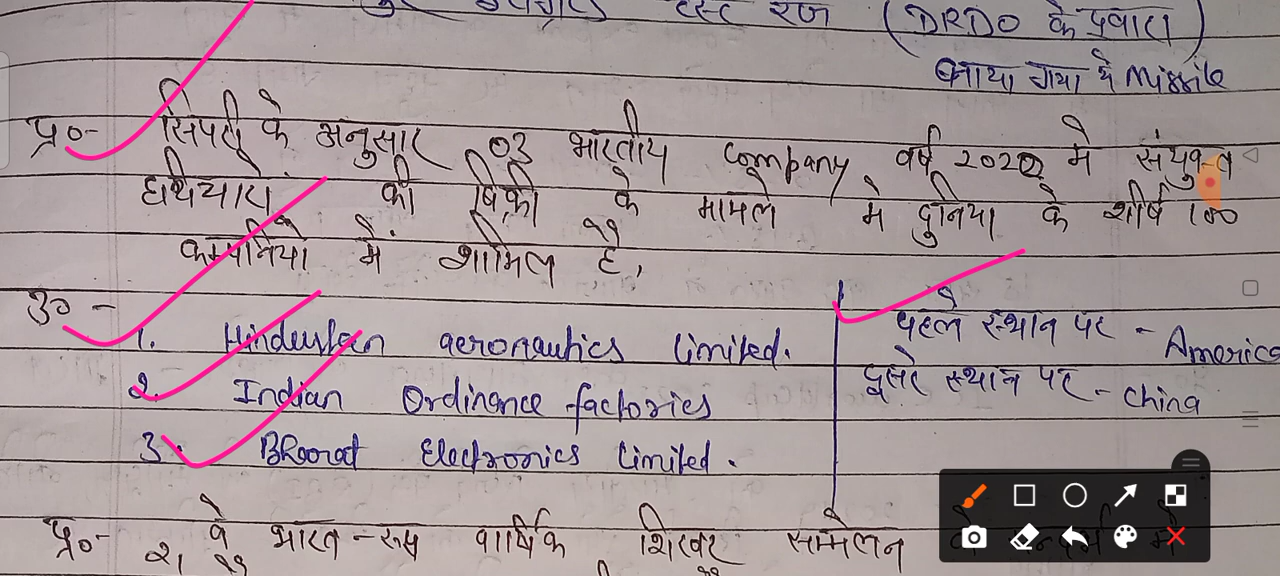 टेस्ट रेंज (DRDO के द्वारा
बनाया गया ये Missile
प्र०- सिपरी के अनुसार 03 भारतीय Company वर्ष 2020 मे संयुक्त
हथियारो की बिक्री के मामले मे दुनिया के शीर्ष 100
कम्पनियो में शामिल है,
उ० -
1. Hindustan aeronautics limited.
2. Indian Ordinance factories
3. Bharat Electronics limited.
पहले स्थान पर - America
दूसरे स्थान पर - China
प्र०- 21 वे भारत-रूस वार्षिक शिखर सम्मेलन